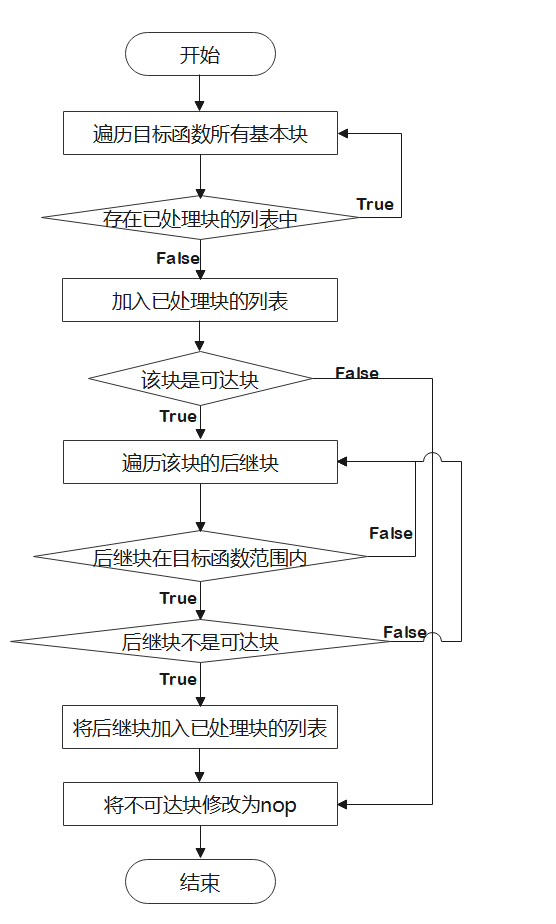 开始
遍历目标函数所有基本块
存在已处理块的列表中
True
False
加入已处理块的列表
该块是可达块
False
True
遍历该块的后继块
后继块在目标函数范围内
False
True
后继块不是可达块
False
True
将后继块加入已处理块的列表
将不可达块修改为nop
结束